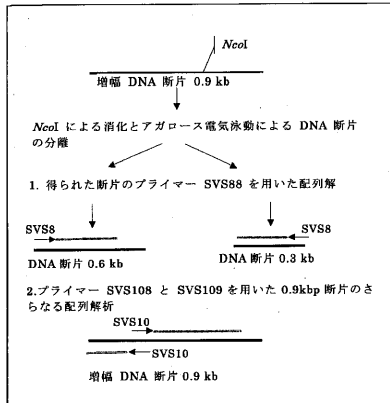 NcoI
増幅 DNA 断片 0.9 kb
NcoI による消化とアガロース電気泳動による DNA 断片
の分離
1. 得られた断片のプライマー SVS88 を用いた配列解
SVS8
SVS8
DNA 断片 0.6 kb
DNA 断片 0.3 kb
2.プライマー SVS108 と SVS109 を用いた 0.9kbp 断片のさ
らなる配列解析
SVS10
SVS10
増幅 DNA 断片 0.9 kb